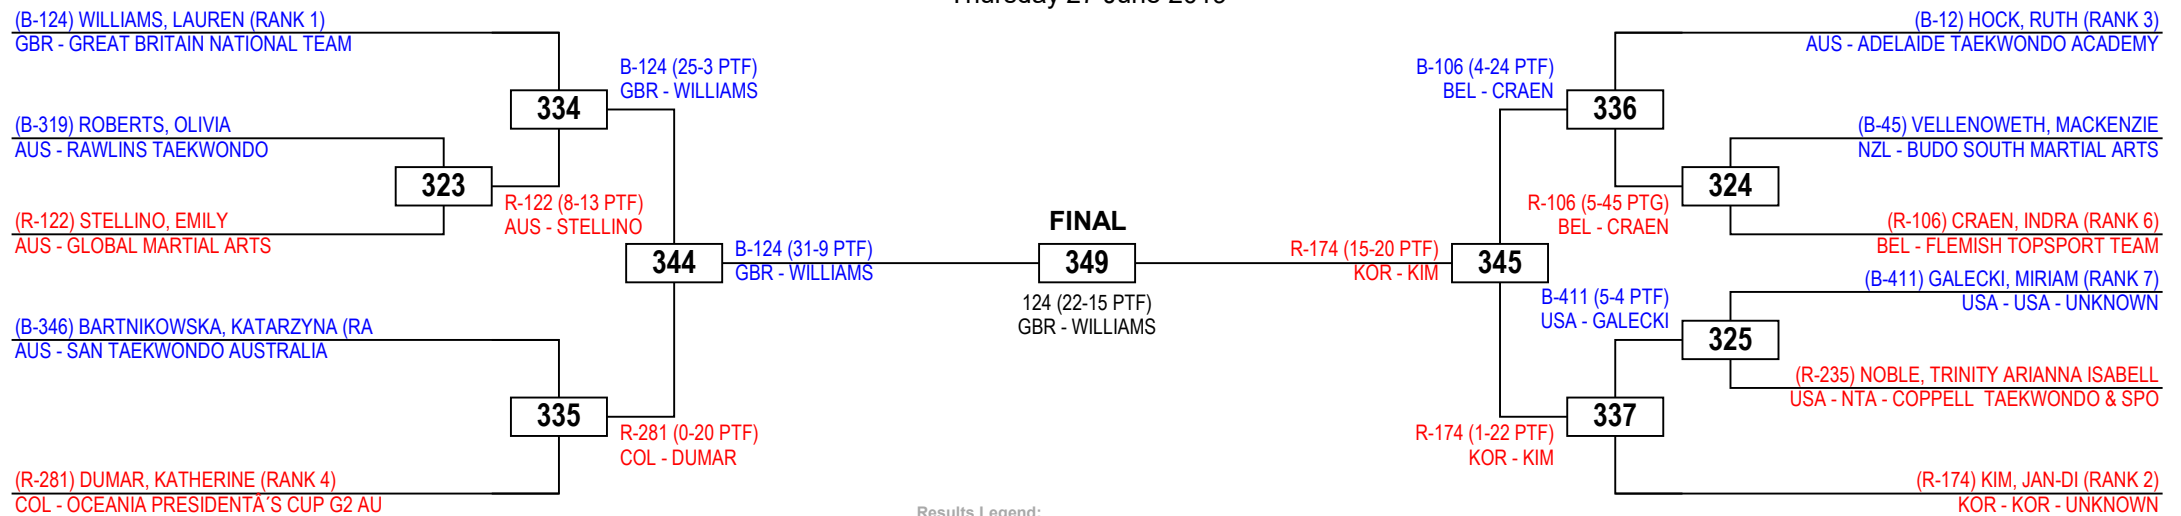 Thursday 27 June 2019
(B-124) WILLIAMS, LAUREN (RANK 1)
GBR - GREAT BRITAIN NATIONAL TEAM
(B-319) ROBERTS, OLIVIA
AUS - RAWLINS TAEKWONDO
(R-122) STELLINO, EMILY
AUS - GLOBAL MARTIAL ARTS
(B-346) BARTNIKOWSKA, KATARZYNA (RA
AUS - SAN TAEKWONDO AUSTRALIA
(R-281) DUMAR, KATHERINE (RANK 4)
COL - OCEANIA PRESIDENTÂ´S CUP G2 AU
323
R-122 (8-13 PTF)
AUS - STELLINO
334
B-124 (25-3 PTF)
GBR - WILLIAMS
335
R-281 (0-20 PTF)
COL - DUMAR
344
B-124 (31-9 PTF)
GBR - WILLIAMS
FINAL
349
124 (22-15 PTF)
GBR - WILLIAMS
R-174 (15-20 PTF)
KOR - KIM
345
B-106 (4-24 PTF)
BEL - CRAEN
336
R-106 (5-45 PTG)
BEL - CRAEN
324
B-411 (5-4 PTF)
USA - GALECKI
325
R-174 (1-22 PTF)
KOR - KIM
337
(B-12) HOCK, RUTH (RANK 3)
AUS - ADELAIDE TAEKWONDO ACADEMY
(B-45) VELLENOWETH, MACKENZIE
NZL - BUDO SOUTH MARTIAL ARTS
(R-106) CRAEN, INDRA (RANK 6)
BEL - FLEMISH TOPSPORT TEAM
(B-411) GALECKI, MIRIAM (RANK 7)
USA - USA - UNKNOWN
(R-235) NOBLE, TRINITY ARIANNA ISABELL
USA - NTA - COPPELL  TAEKWONDO & SPO
(R-174) KIM, JAN-DI (RANK 2)
KOR - KOR - UNKNOWN
Results Legend: